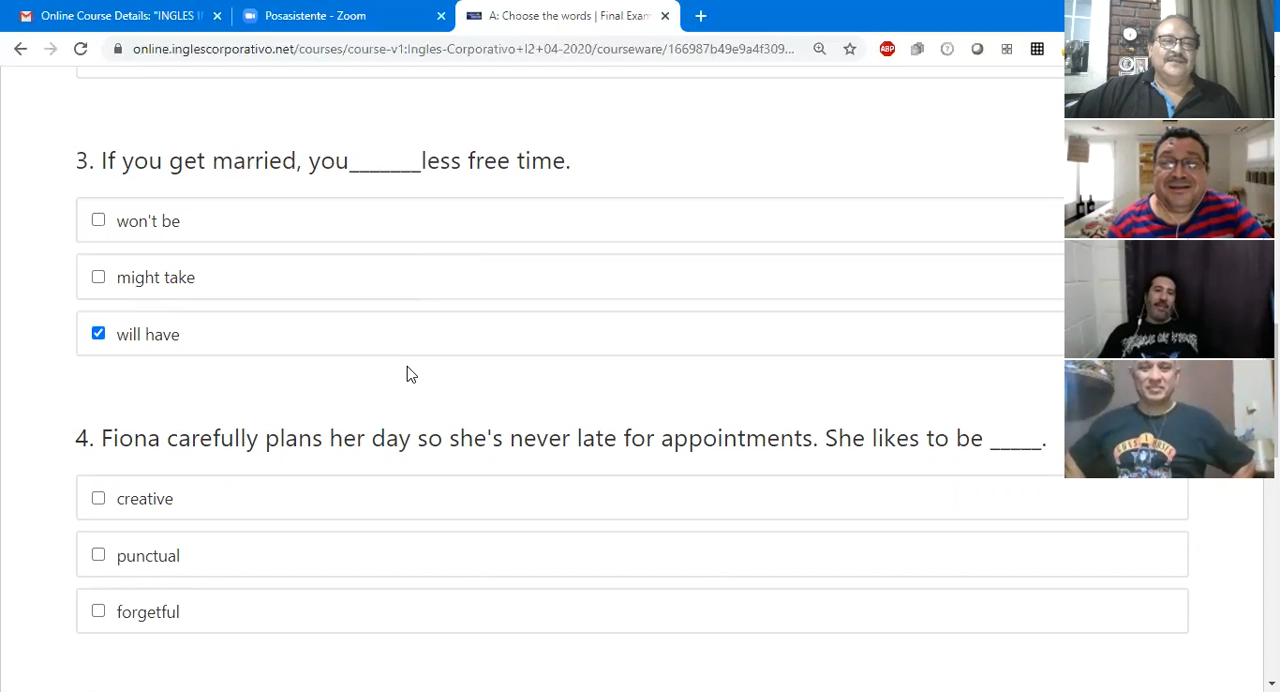 Online Course Details: "INGLES I
Posasistente - Zoom
A: Choose the words | Final Exam
online.inglescorporativo.net/courses/course-v1:Ingles-Corporativo+I2+04-2020/courseware/166987b49e9a4f309...
ABP
3. If you get married, you_______less free time.
won't be
might take
will have
4. Fiona carefully plans her day so she's never late for appointments. She likes to be _____.
creative
punctual
forgetful